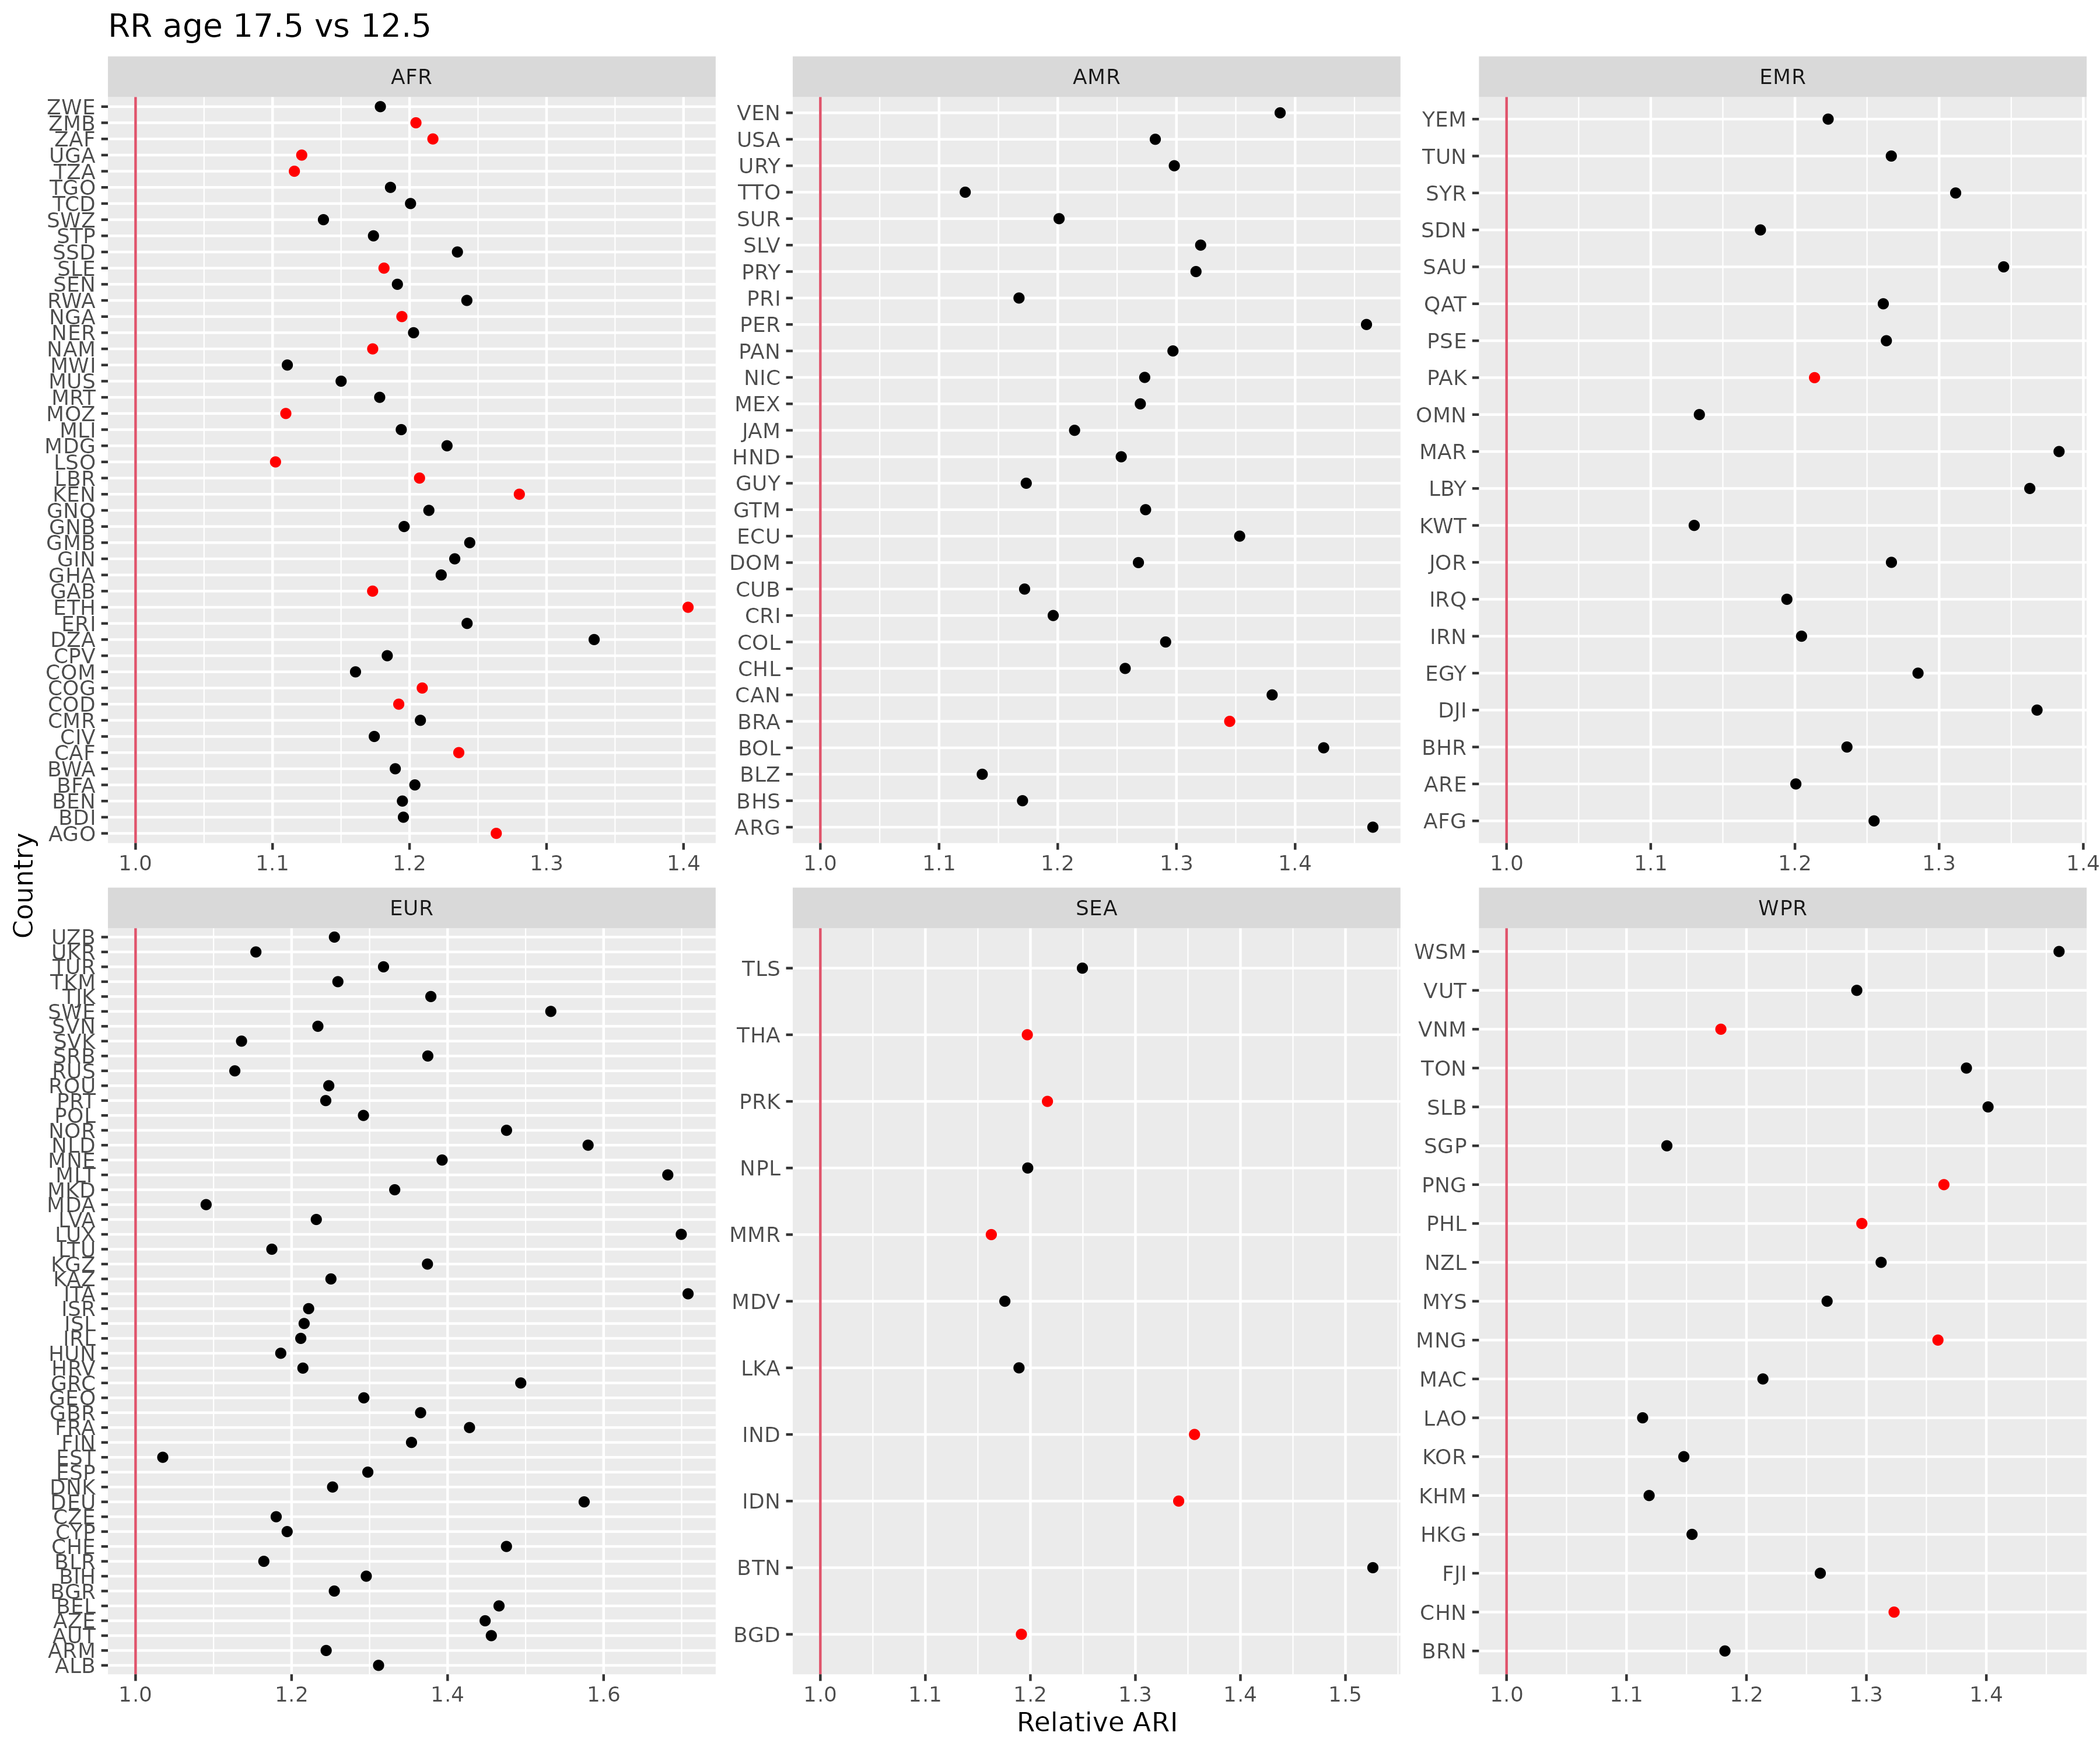 RR age 17.5 vs 12.5
AFR
ZWE
ZMB
ZAF
UGA
TZA
TGO
TCD
SWZ
STP
SSD
SLE
SEN
RWA
NGA
NER
NAM
MWI
MUS
MRT
MOZ
MLI
MDG
LSO
LBR
KEN
GNQ
GNB
GMB
GIN
GHA
GAB
ETH
ERI
DZA
CPV
COM
COG
COD
CMR
CIV
CAF
BWA
BFA
BEN
BDI
AGO
1.0 1.1 1.2 1.3 1.4
AMR
VEN
USA
URY
TTO
SUR
SLV
PRY
PRI
PER
PAN
NIC
MEX
JAM
HND
GUY
GTM
ECU
DOM
CUB
CRI
COL
CHL
CAN
BRA
BOL
BLZ
BHS
ARG
1.0 1.1 1.2 1.3 1.4
EMR
YEM
TUN
SYR
SDN
SAU
QAT
PSE
PAK
OMN
MAR
LBY
KWT
JOR
IRQ
IRN
EGY
DJI
BHR
ARE
AFG
1.0 1.1 1.2 1.3 1.4
Country
EUR
UZB
UKR
TUR
TKM
TJK
SWE
SVN
SVK
SRB
RUS
ROU
PRT
POL
NOR
NLD
MNE
MLT
MKD
MDA
LVA
LUX
LTU
KGZ
KAZ
ITA
ISR
ISL
IRL
HUN
HRV
GRC
GEO
GBR
FRA
FIN
EST
ESP
DNK
DEU
CZE
CYP
CHE
BLR
BIH
BGR
BEL
AZE
AUT
ARM
ALB
1.0 1.2 1.4 1.6
SEA
TLS
THA
PRK
NPL
MMR
MDV
LKA
IND
IDN
BTN
BGD
1.0 1.1 1.2 1.3 1.4 1.5
WPR
WSM
VUT
VNM
TON
SLB
SGP
PNG
PHL
NZL
MYS
MNG
MAC
LAO
KOR
KHM
HKG
FJI
CHN
BRN
1.0 1.1 1.2 1.3 1.4
Relative ARI